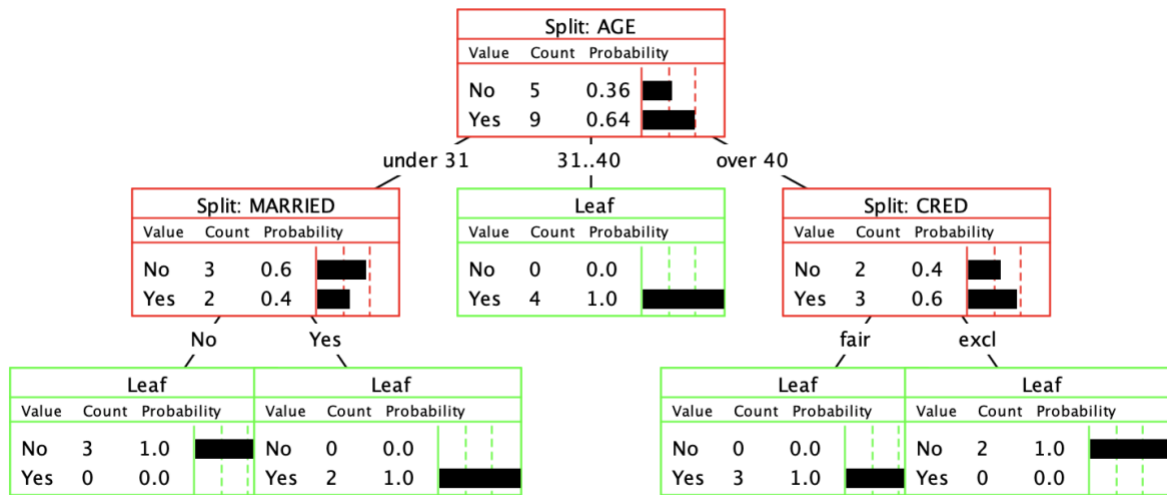 Split: AGE
Value Count Probability
No 5 0.36
Yes 9 0.64
under 31 31..40 over 40
Split: MARRIED
Value Count Probability
No 3 0.6
Yes 2 0.4
Leaf
Value Count Probability
No 0 0.0
Yes 4 1.0
Split: CRED
Value Count Probability
No 2 0.4
Yes 3 0.6
No Yes
fair excl
Leaf
Value Count Probability
No 3 1.0
Yes 0 0.0
Leaf
Value Count Probability
No 0 0.0
Yes 2 1.0
Leaf
Value Count Probability
No 0 0.0
Yes 3 1.0
Leaf
Value Count Probability
No 2 1.0
Yes 0 0.0